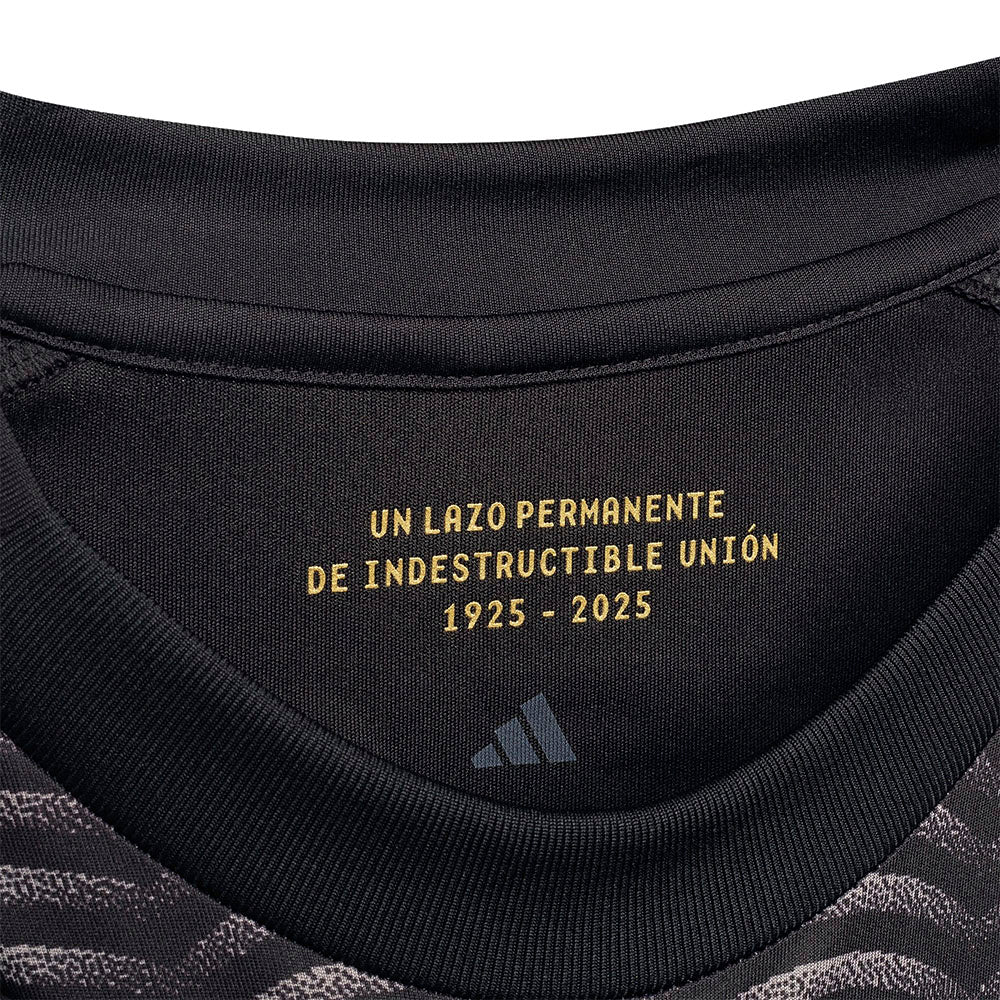 UN LAZO PERMANENTE
DE INDESTRUCTIBLE UNIÓN
1925 - 2025